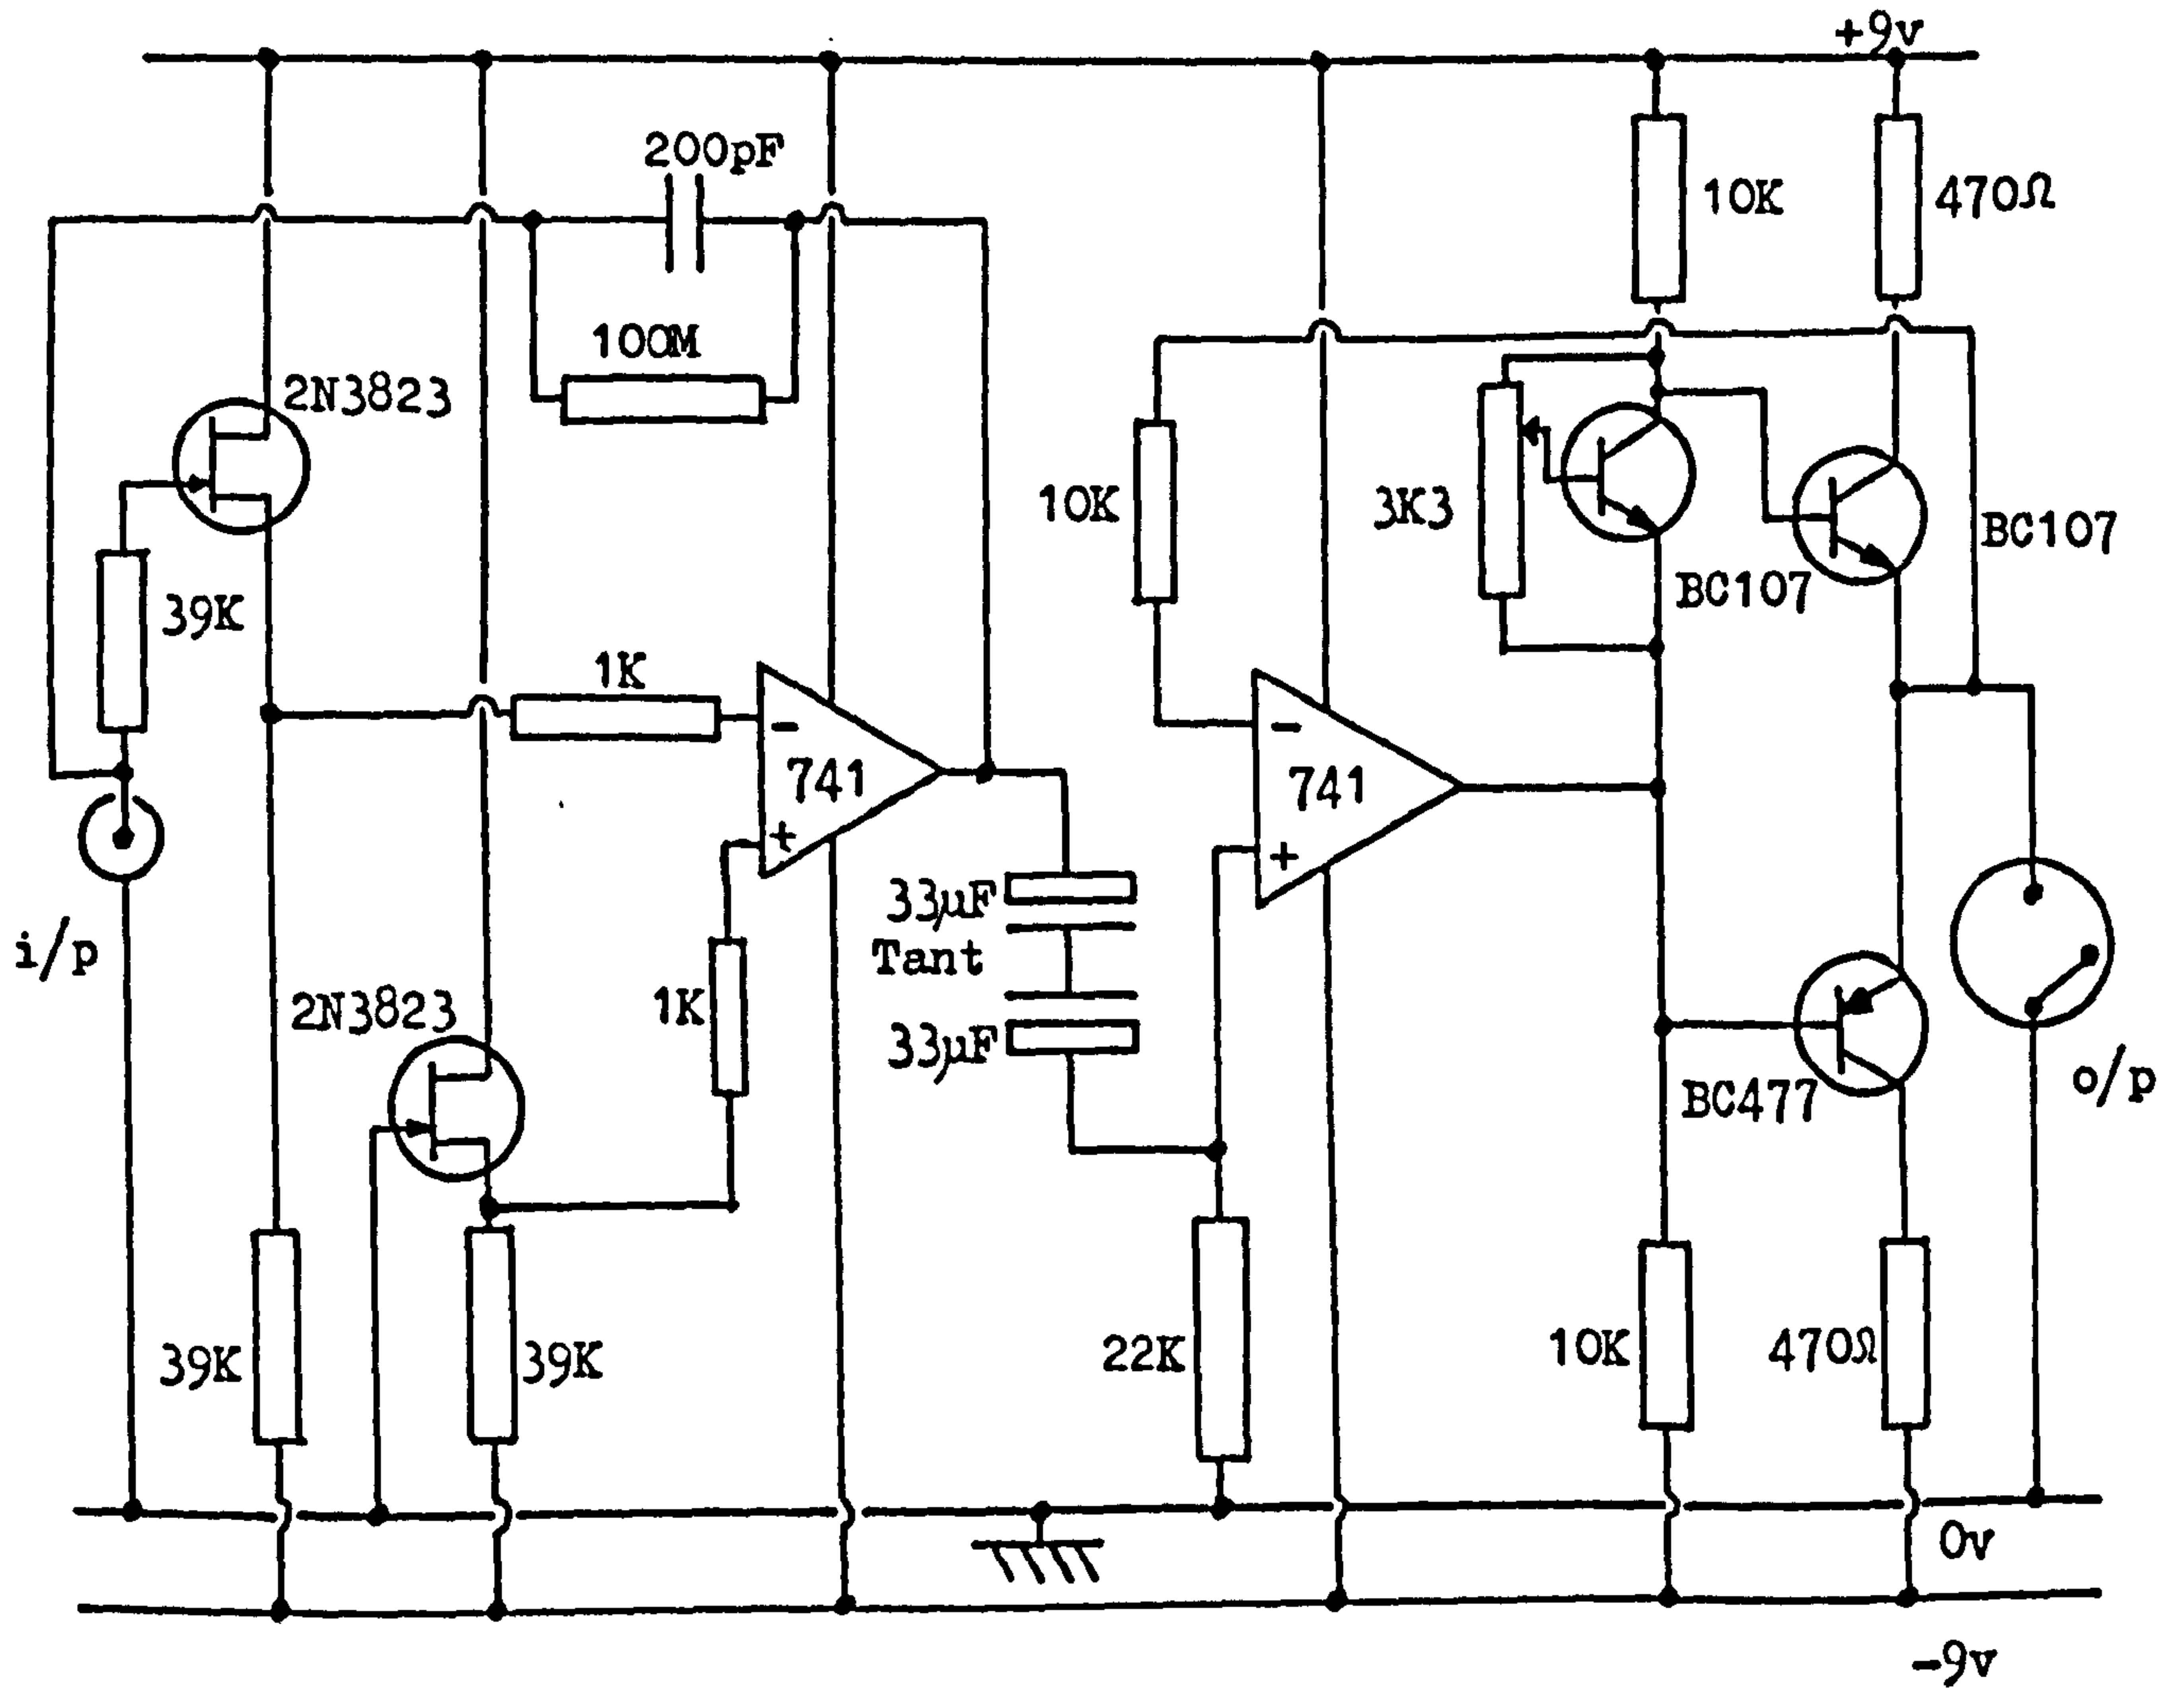 +9v
200pF
10K
470Ω
100M
2N3823
10K
3K3
BC107
BC107
39K
1K
-
741
+
-
741
+
i/p
33µF
Tant
33µF
2N3823
1K
BC477
o/p
39K
39K
22K
10K
470Ω
0v
-9v